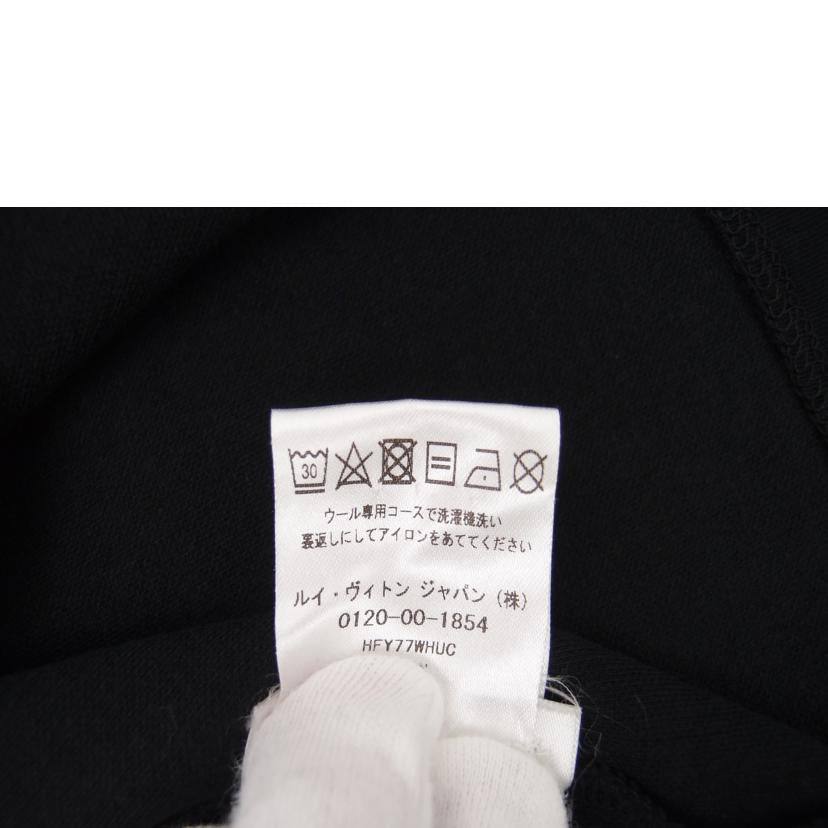 30
ウール専用コースで洗濯機洗い
裏返しにしてアイロンをあててください
ルイ・ヴィトン ジャパン（株）
0120-00-1854
HFY77WHUC